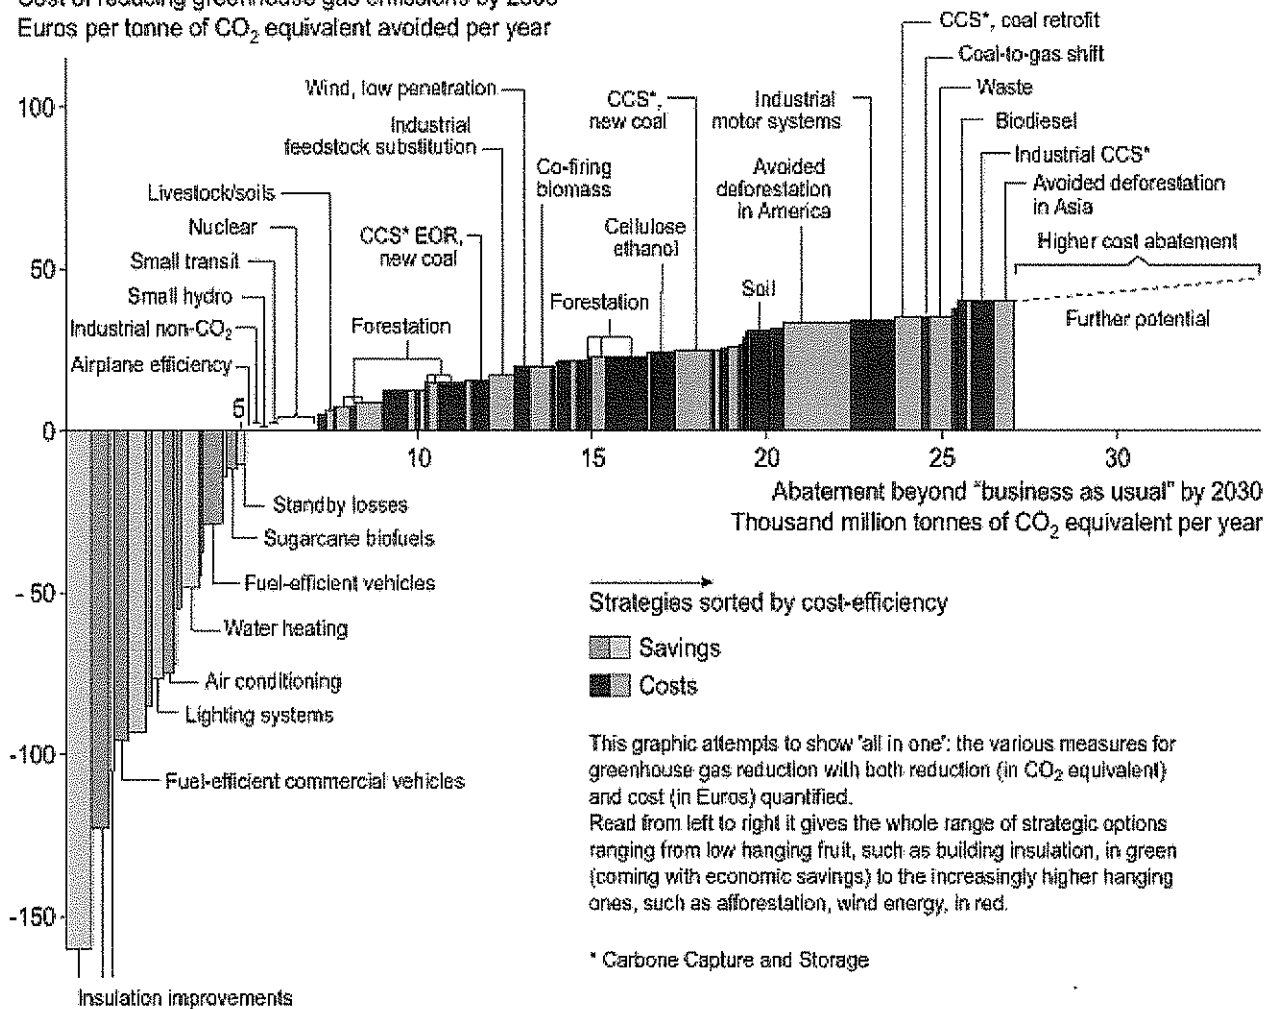 Cost of reducing greenhouse gas emissions by
Euros per tonne of CO₂ equivalent avoided per year
100
50
0
- 50
-100
-150
CCS*, coal retrofit
Coal-to-gas shift
Waste
Biodiesel
Industrial CCS*
Avoided deforestation
in Asia
Higher cost abatement
Further potential
Wind, low penetration
Industrial
feedstock substitution
CCS*,
new coal
Industrial
motor systems
Co-firing
biomass
Avoided
deforestation
in America
Livestock/soils
Nuclear
Small transit
Small hydro
Industrial non-CO₂
Airplane efficiency
CCS* EOR,
new coal
Cellulose
ethanol
Forestation
Forestation
Soil
5
10
15
20
25
30
Abatement beyond "business as usual" by 2030
Thousand million tonnes of CO₂ equivalent per year
Standby losses
Sugarcane biofuels
Fuel-efficient vehicles
Water heating
Air conditioning
Lighting systems
Fuel-efficient commercial vehicles
Insulation improvements
Strategies sorted by cost-efficiency
Savings
Costs
This graphic attempts to show 'all in one': the various measures for
greenhouse gas reduction with both reduction (in CO₂ equivalent)
and cost (in Euros) quantified.
Read from left to right it gives the whole range of strategic options
ranging from low hanging fruit, such as building insulation, in green
(coming with economic savings) to the increasingly higher hanging
ones, such as afforestation, wind energy, in red.
* Carbone Capture and Storage